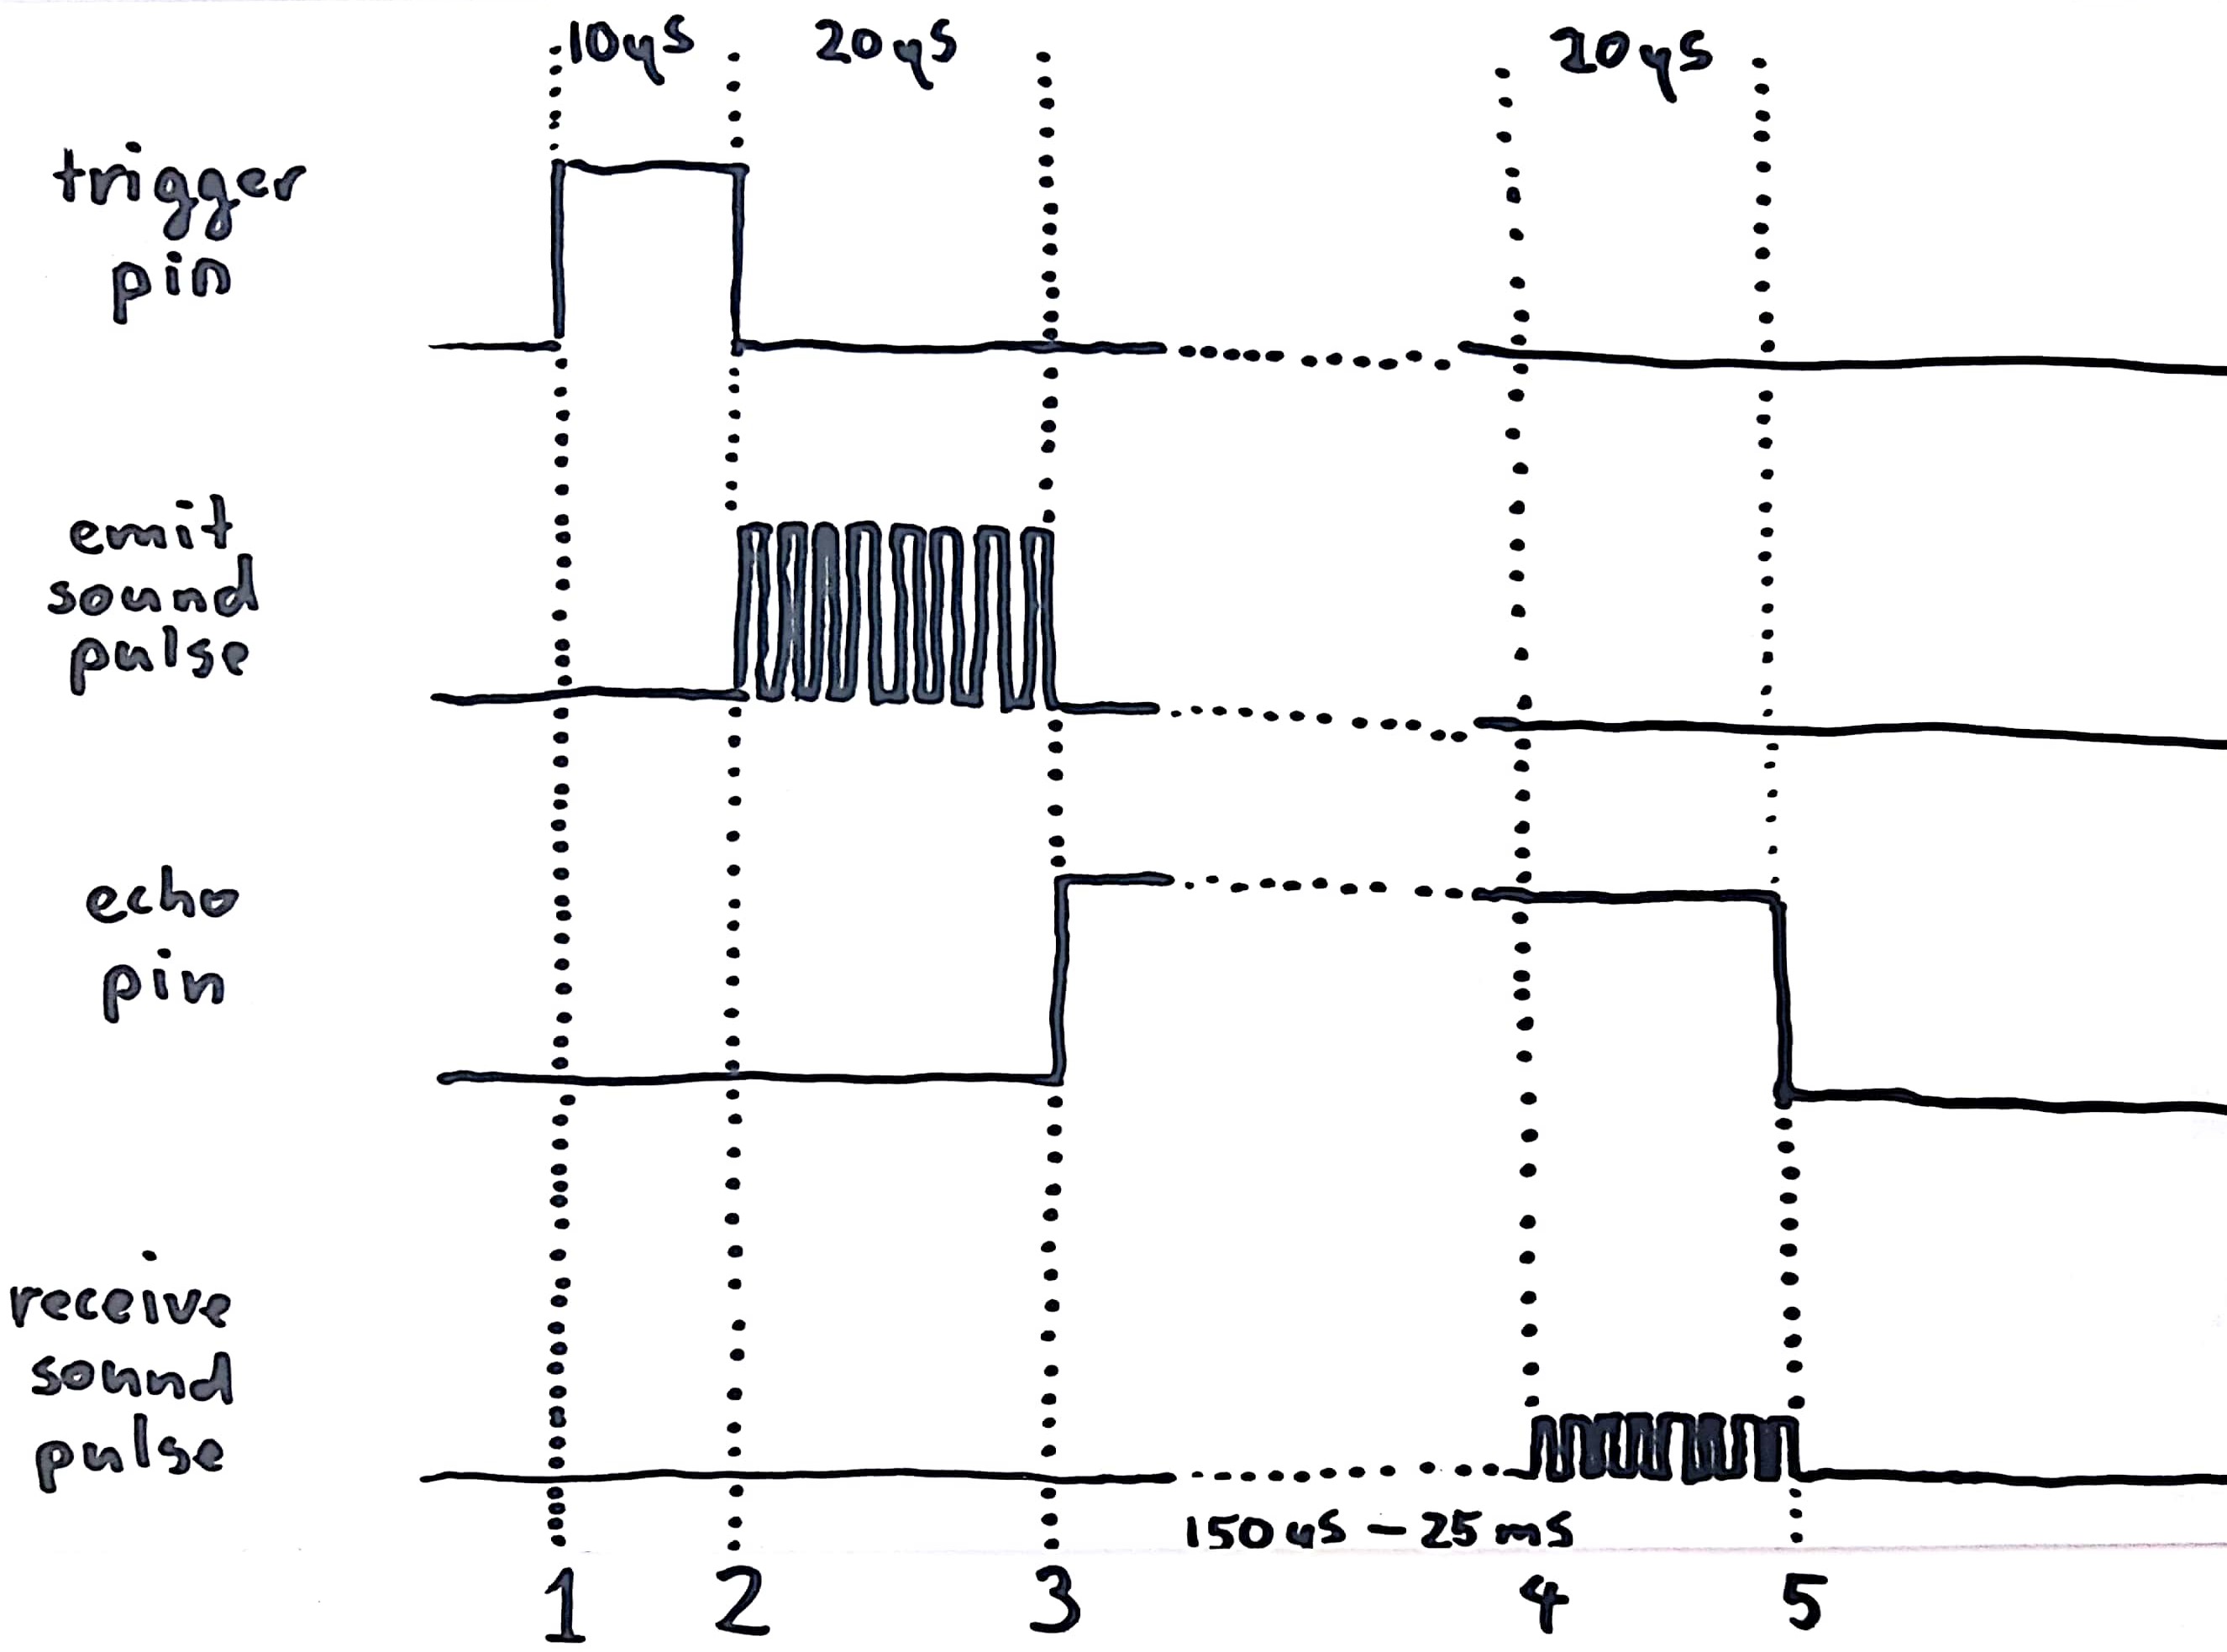 10µs 20µs 20µs
trigger
pin
emit
sound
pulse
echo
pin
receive
sound
pulse
150µs - 25ms
1 2 3 4 5